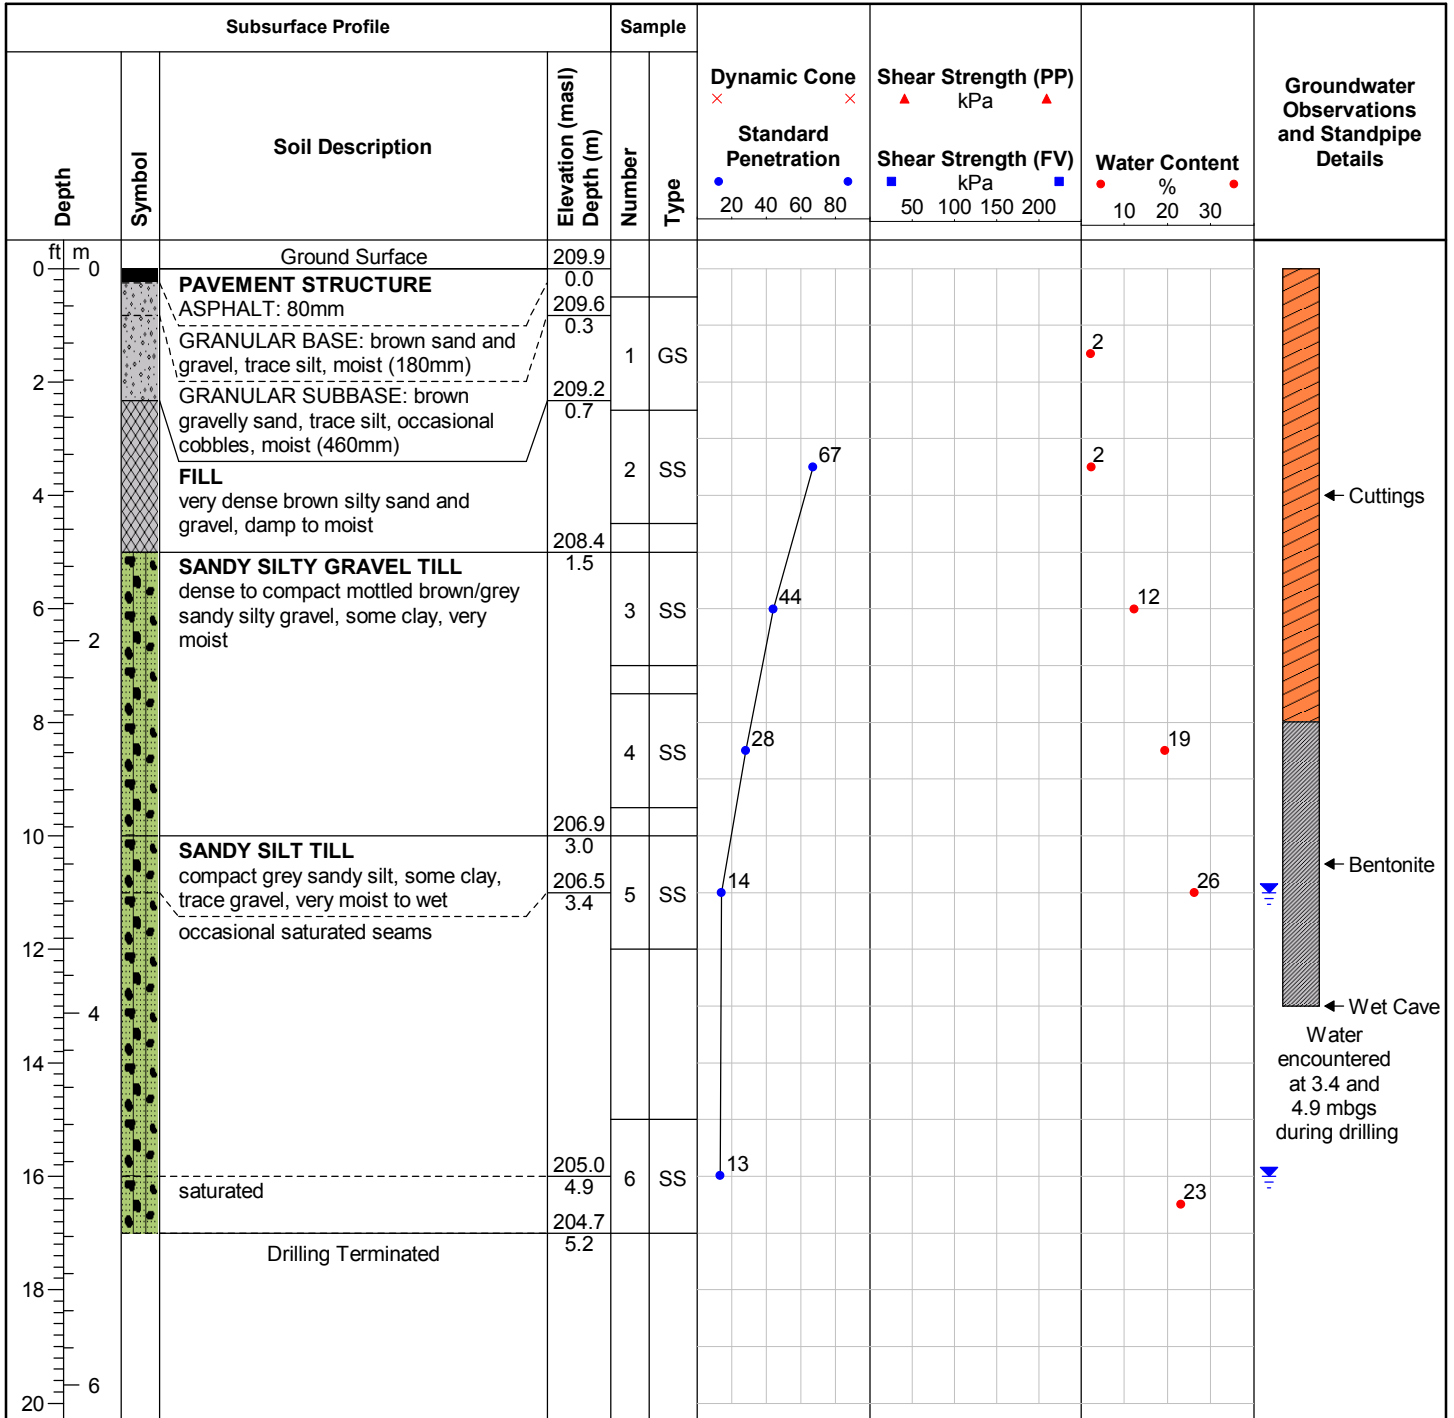 Subsurface Profile
Sample
Depth
Symbol
Soil Description
Elevation (masl)
Depth (m)
Number
Type
Dynamic Cone
Standard
Penetration
20 40 60 80
Shear Strength (PP)
kPa
Shear Strength (FV)
kPa
50 100 150 200
Water Content
%
10 20 30
Groundwater
Observations
and Standpipe
Details
ft m
0 0
2
4
6
2
8
10
12
4
14
16
18
6
20
Ground Surface
209.9
0.0
PAVEMENT STRUCTURE
ASPHALT: 80mm
209.6
0.3
GRANULAR BASE: brown sand and
gravel, trace silt, moist (180mm)
209.2
0.7
GRANULAR SUBBASE: brown
gravelly sand, trace silt, occasional
cobbles, moist (460mm)
FILL
very dense brown silty sand and
gravel, damp to moist
208.4
1.5
SANDY SILTY GRAVEL TILL
dense to compact mottled brown/grey
sandy silty gravel, some clay, very
moist
206.9
3.0
SANDY SILT TILL
compact grey sandy silt, some clay,
trace gravel, very moist to wet
206.5
3.4
occasional saturated seams
205.0
4.9
saturated
204.7
5.2
Drilling Terminated
1 GS
2 SS
3 SS
4 SS
5 SS
6 SS
67
44
28
14
13
2
2
12
19
26
23
Cuttings
Bentonite
Wet Cave
Water
encountered
at 3.4 and
4.9 mbgs
during drilling